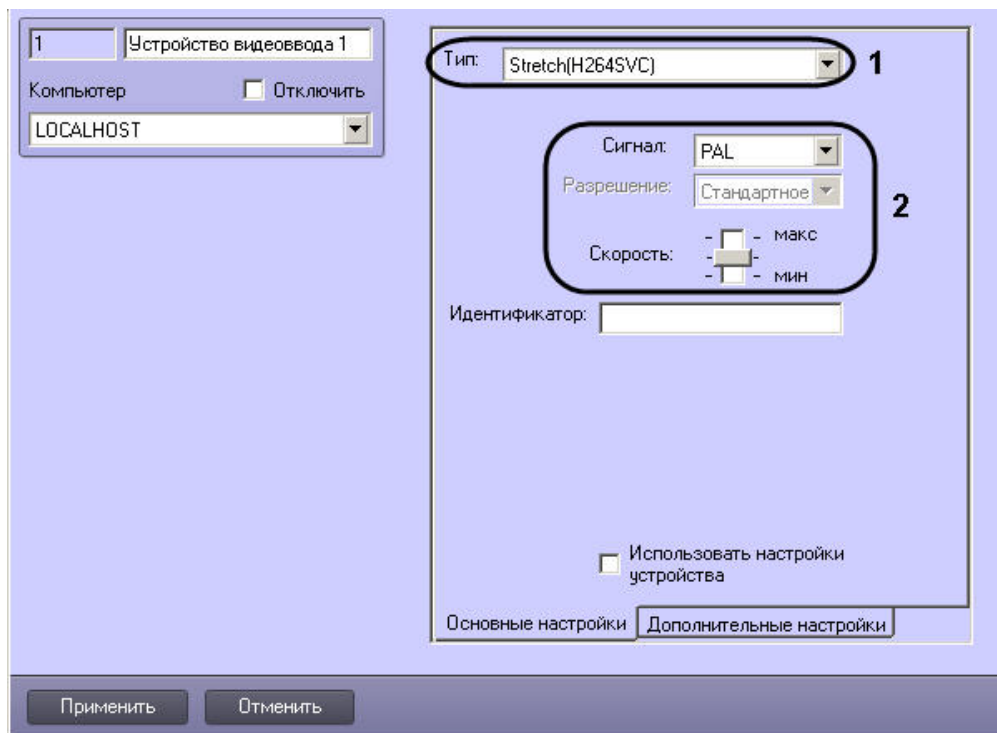 1 Устройство видеоввода 1
Компьютер Отключить
LOCALHOST
Тип: Stretch(H264SVC) 1
Сигнал: PAL
Разрешение: Стандартное
2
Скорость: макс
мин
Идентификатор:
Использовать настройки
устройства
Основные настройки Дополнительные настройки
Применить Отменить